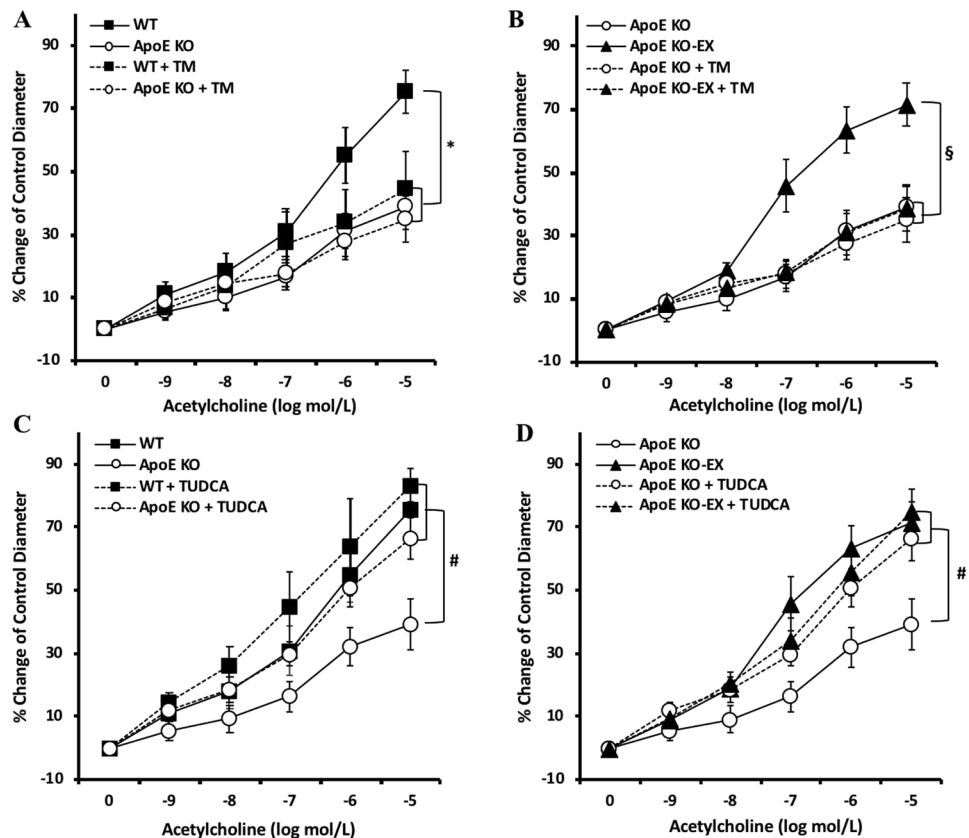 A
WT
ApoE KO
WT + TM
ApoE KO + TM
% Change of Control Diameter
90
70
50
30
10
-10
*
0 -9 -8 -7 -6 -5
Acetylcholine (log mol/L)
B
ApoE KO
ApoE KO-EX
ApoE KO + TM
ApoE KO-EX + TM
% Change of Control Diameter
90
70
50
30
10
-10
§
0 -9 -8 -7 -6 -5
Acetylcholine (log mol/L)
C
WT
ApoE KO
WT + TUDCA
ApoE KO + TUDCA
% Change of Control Diameter
90
70
50
30
10
-10
#
0 -9 -8 -7 -6 -5
Acetylcholine (log mol/L)
D
ApoE KO
ApoE KO-EX
ApoE KO + TUDCA
ApoE KO-EX + TUDCA
% Change of Control Diameter
90
70
50
30
10
-10
#
0 -9 -8 -7 -6 -5
Acetylcholine (log mol/L)